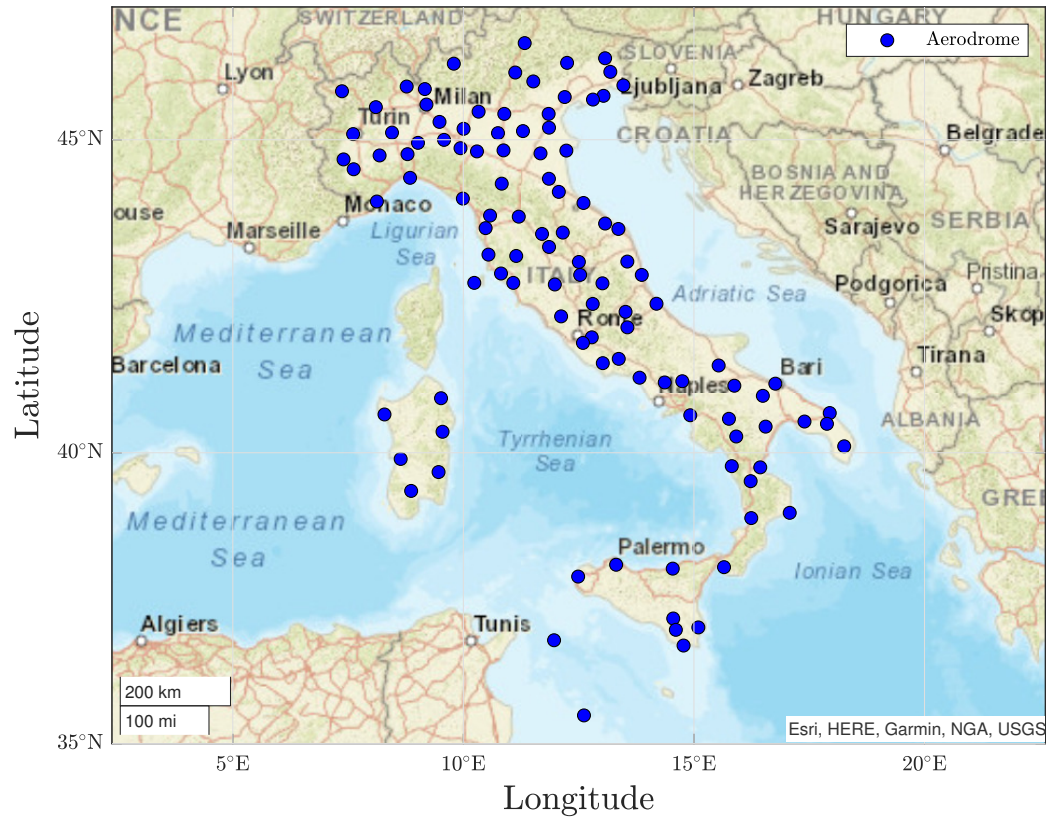 NCE
SWITZERLAND
HUNGARY
Aerodrome
SLOVENIA
Lyon
Ljubljana
Zagreb
Milan
Turin
CROATIA
Belgrade
45°N
BOSNIA AND
HERZEGOVINA
ouse
Monaco
SERBIA
Marseille
Ligurian
Sea
Sarajevo
ITALY
Pristina
Podgorica
Adriatic Sea
Skop
Mediterranean
Sea
Rome
Tirana
Barcelona
Bari
Naples
ALBANIA
Tyrrhenian
Sea
40°N
GREE
Mediterranean
Sea
Palermo
Ionian Sea
Algiers
Tunis
200 km
100 mi
Esri, HERE, Garmin, NGA, USGS
35°N
5°E
10°E
15°E
20°E
Latitude
Longitude